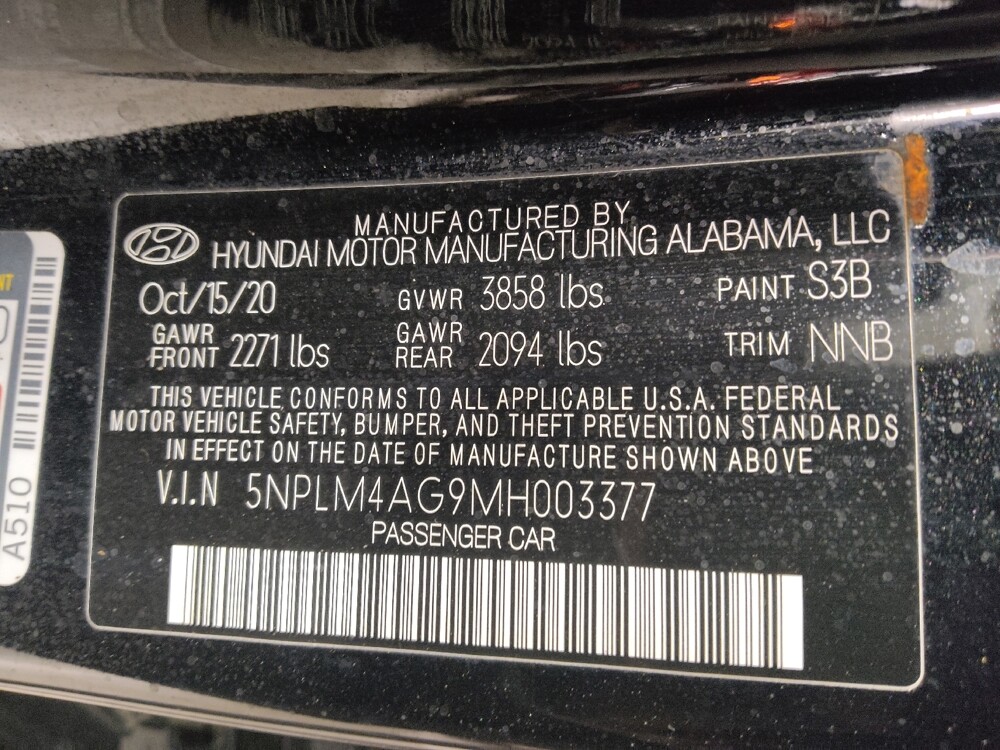 MANUFACTURED BY
HYUNDAI MOTOR MANUFACTURING ALABAMA, LLC
Oct/15/20 GVWR 3858 lbs PAINT S3B
GAWR FRONT 2271 lbs GAWR REAR 2094 lbs TRIM NNB
THIS VEHICLE CONFORMS TO ALL APPLICABLE U.S.A. FEDERAL
MOTOR VEHICLE SAFETY, BUMPER, AND THEFT PREVENTION STANDARDS
IN EFFECT ON THE DATE OF MANUFACTURE SHOWN ABOVE
V.I.N 5NPLM4AG9MH003377
PASSENGER CAR
A510